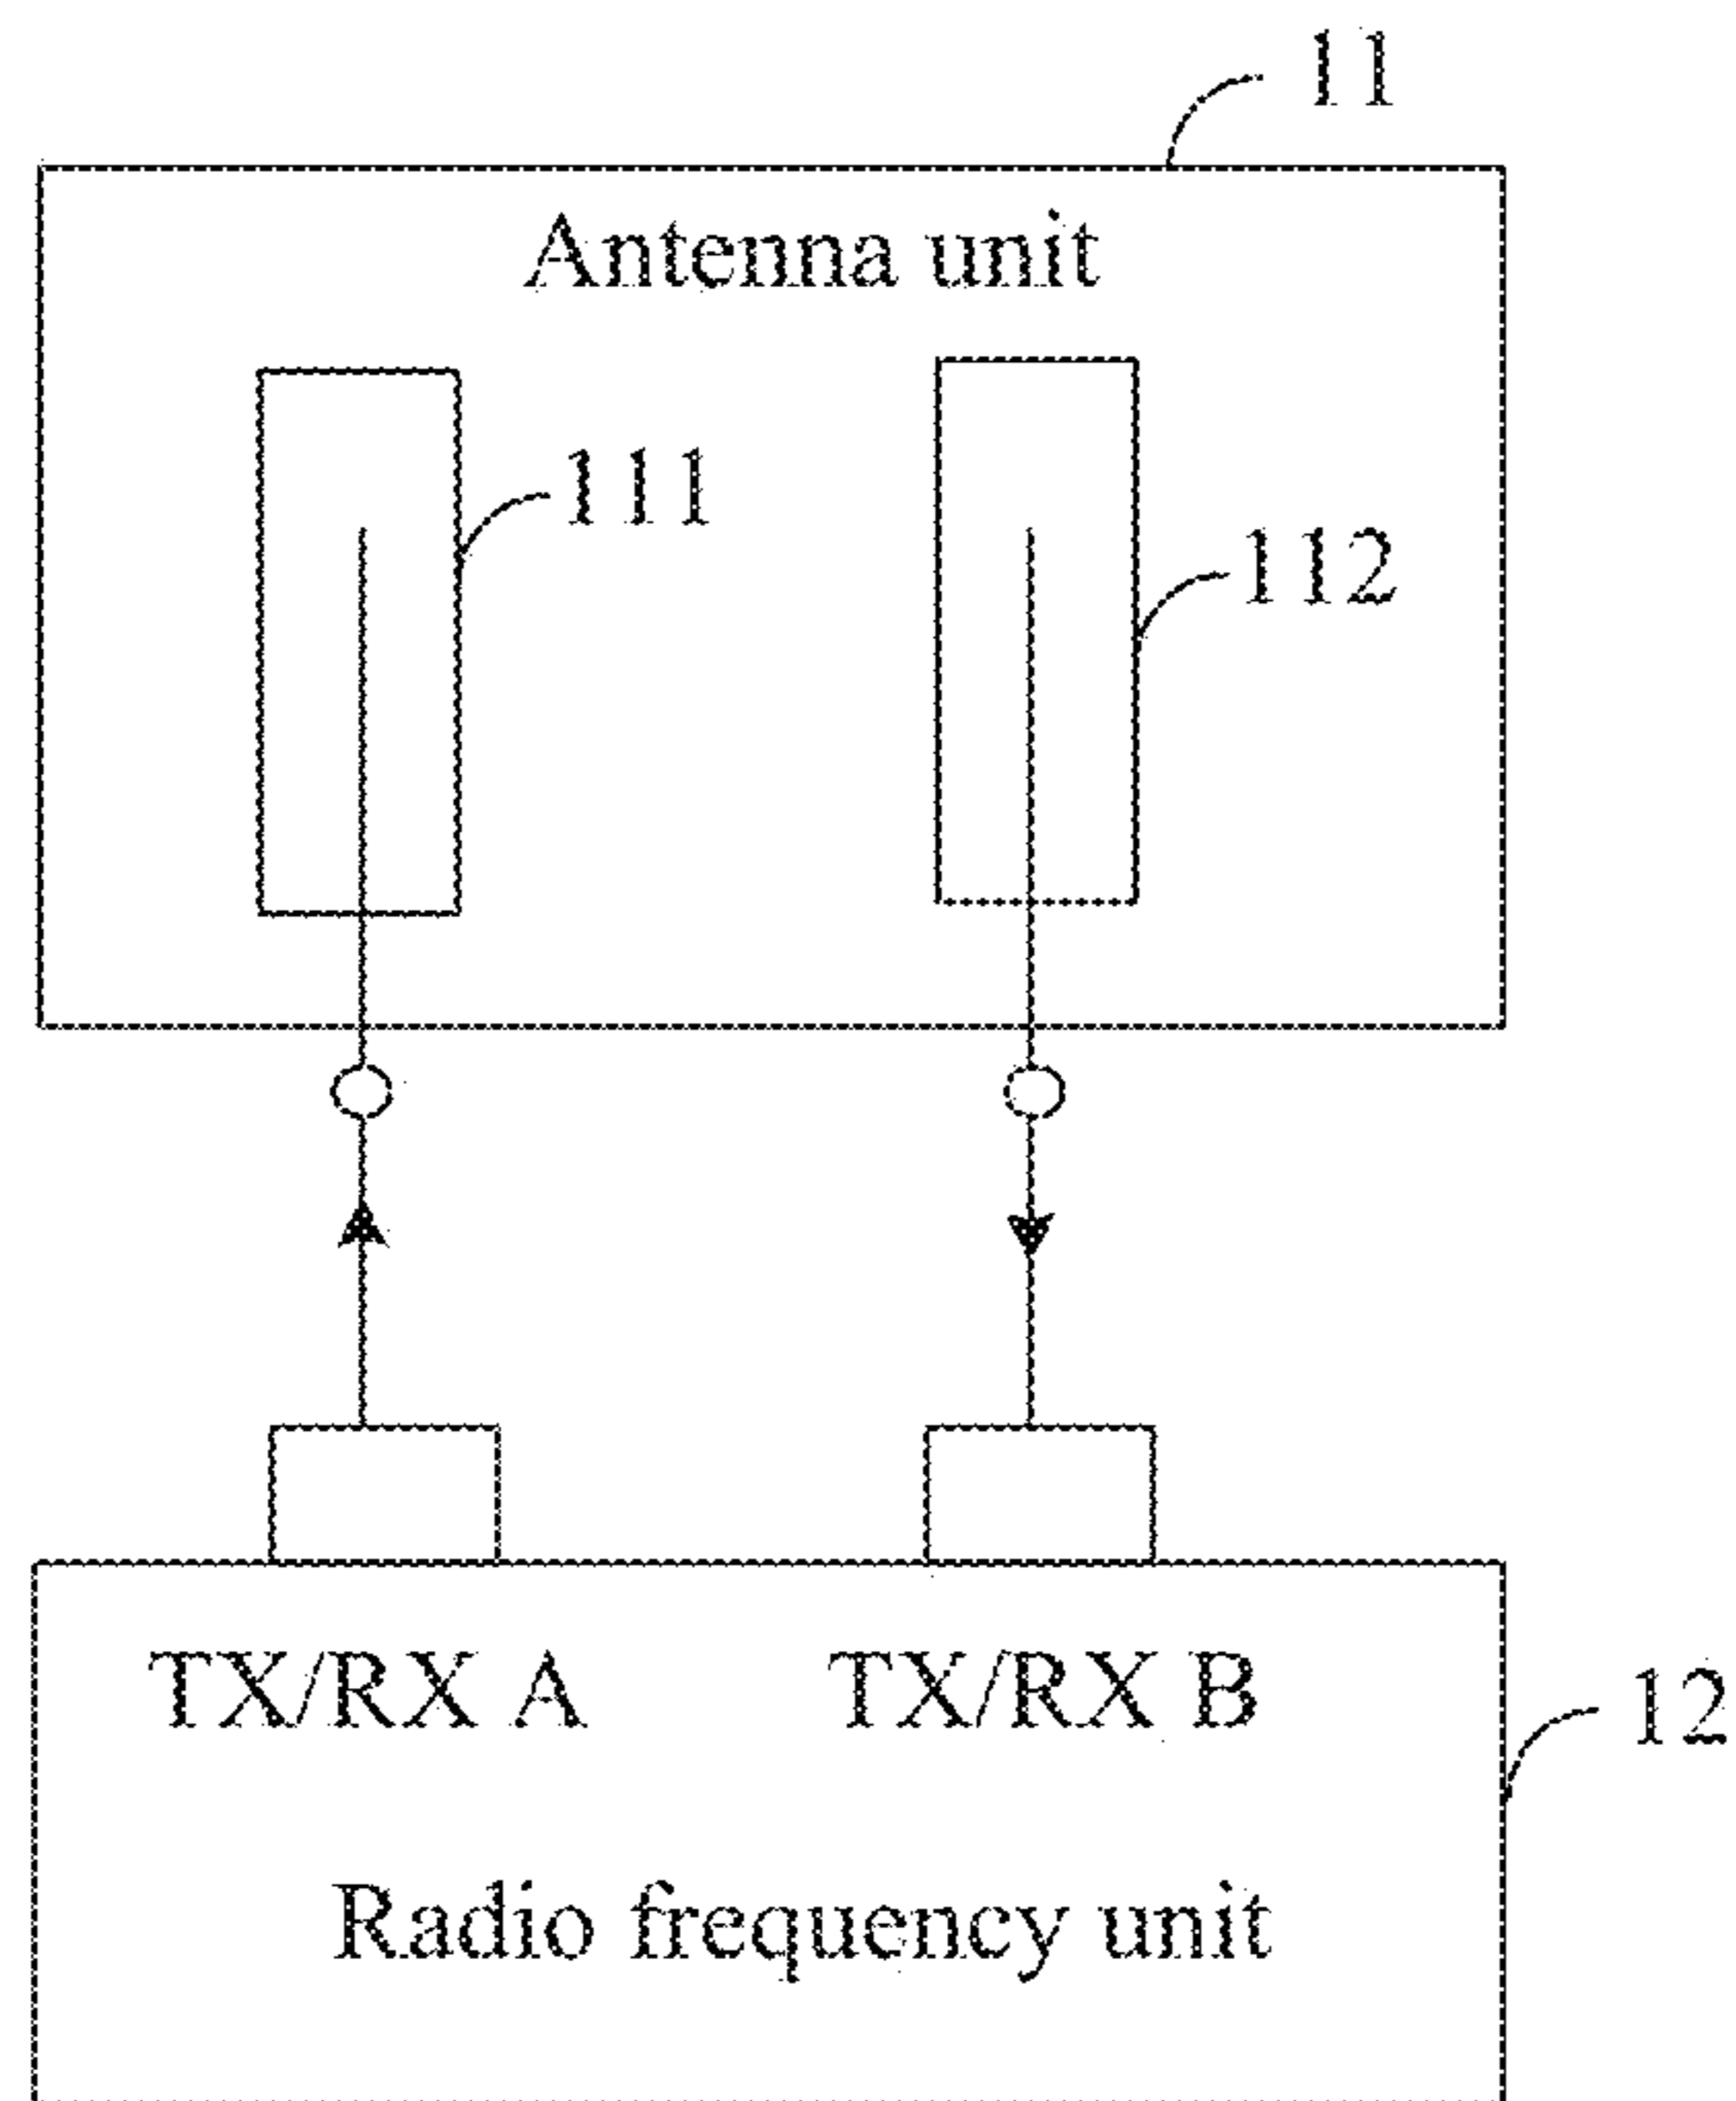 11
Antenna unit
111
112
TX/RX A TX/RX B
12
Radio frequency unit